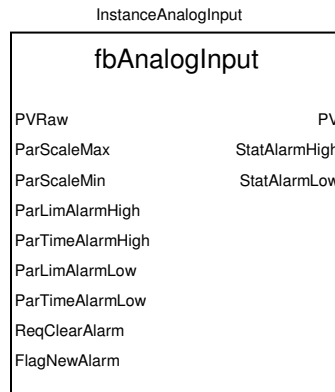 InstanceAnalogInput
fbAnalogInput
PVRaw PV
ParScaleMax StatAlarmHigh
ParScaleMin StatAlarmLow
ParLimAlarmHigh
ParTimeAlarmHigh
ParLimAlarmLow
ParTimeAlarmLow
ReqClearAlarm
FlagNewAlarm